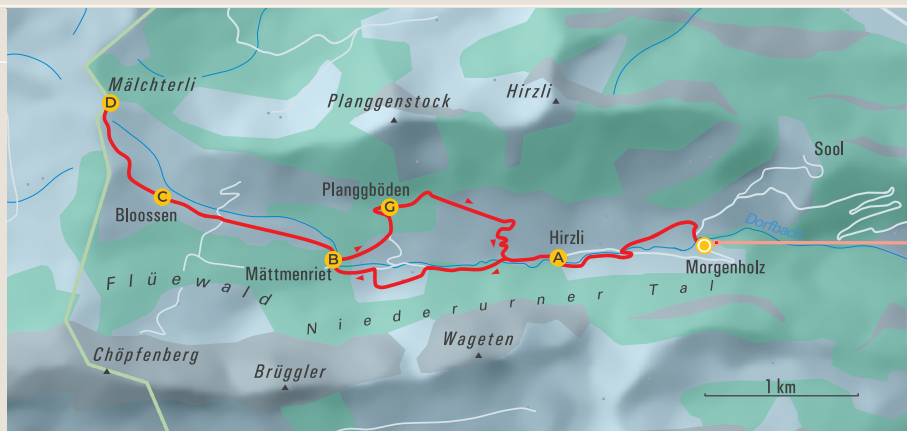 D
Mälchterli
Planggenstock
Hirzli
Sool
C
Bloossen
Planggböden
G
Hirzli
A
Dorfbach
Morgenholz
B
Mättmenriet
Flüewald
Niederurner Tal
Wageten
Chöpfenberg
Brüggler
1 km